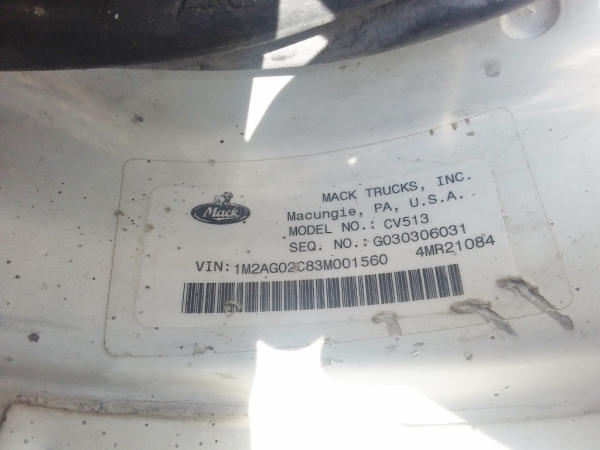 Mack
MACK TRUCKS, INC.
Macungie, PA, U.S.A.
MODEL NO.: CV513
SEQ. NO.: G030306031
VIN: 1M2AG02C83M001560 4MR21084